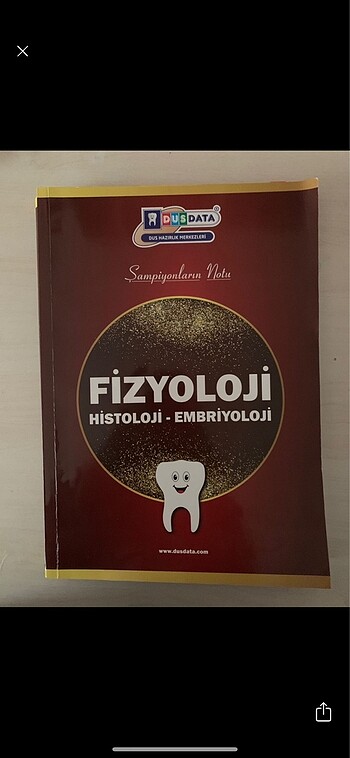 DUSDATA
DUS HAZIRLIK MERKEZLERİ
Şampiyonların Notu
FİZYOLOJİ
HİSTOLOJİ - EMBRİYOLOJİ
www.dusdata.com